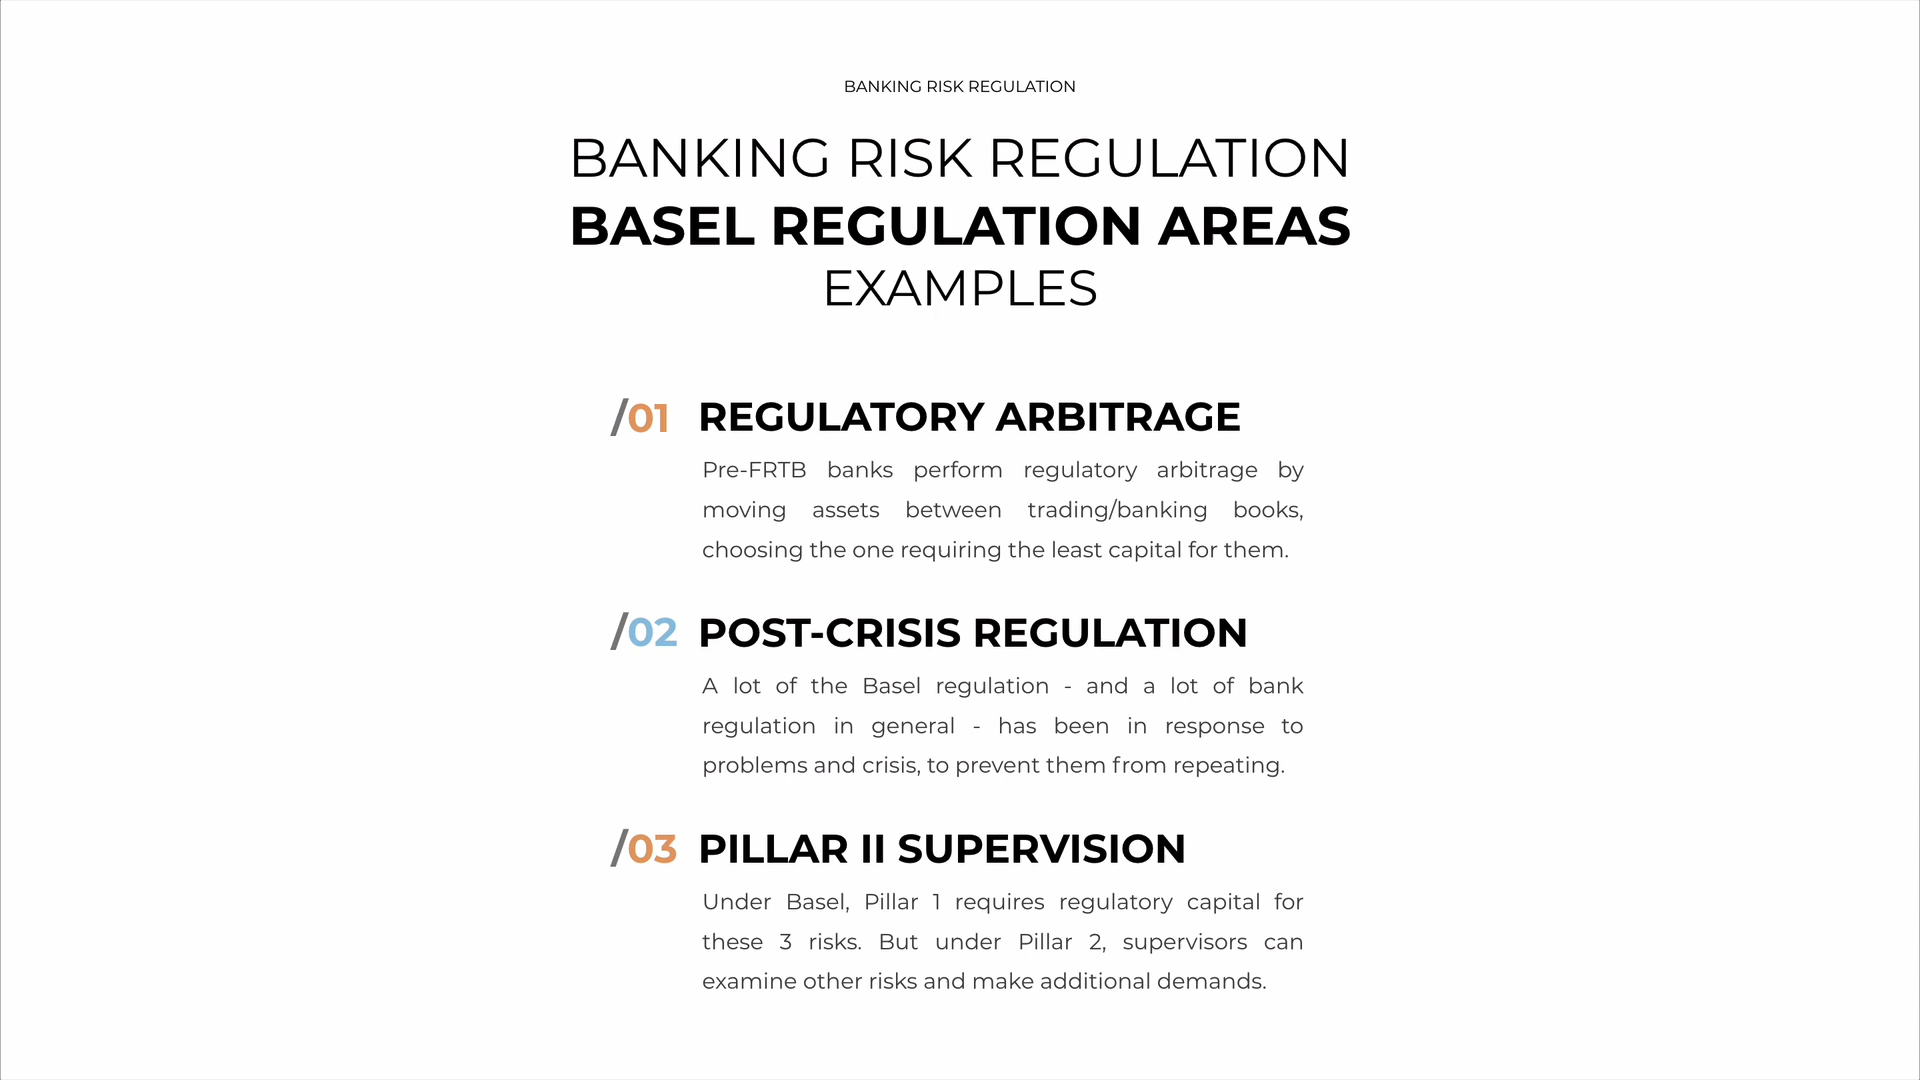 BANKING RISK REGULATION
BANKING RISK REGULATION
BASEL REGULATION AREAS
EXAMPLES
/01 REGULATORY ARBITRAGE
Pre-FRTB banks perform regulatory arbitrage by
moving assets between trading/banking books,
choosing the one requiring the least capital for them.
/02 POST-CRISIS REGULATION
A lot of the Basel regulation - and a lot of bank
regulation in general - has been in response to
problems and crisis, to prevent them from repeating.
/03 PILLAR II SUPERVISION
Under Basel, Pillar 1 requires regulatory capital for
these 3 risks. But under Pillar 2, supervisors can
examine other risks and make additional demands.